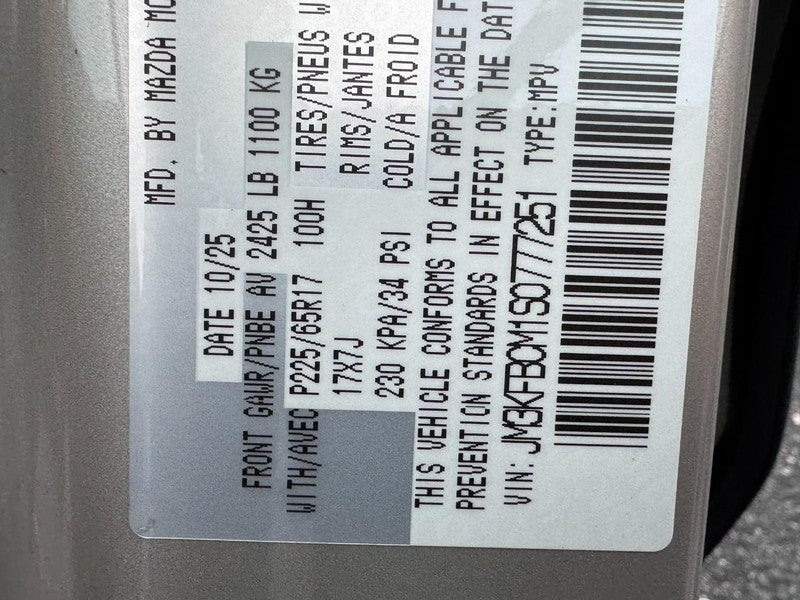 MFD. BY MAZDA
DATE 10/25
FRONT GAWR/PNBE AV 2425 LB 1100 KG
WITH/AVEC P225/65R17 100H TIRES/PNEUS
17X7J RIMS/JANTES
230 KPA/34 PSI COLD/A FROID
THIS VEHICLE CONFORMS TO ALL APPLICABLE
PREVENTION STANDARDS IN EFFECT ON THE DAT
VIN: JM3KFBCM1S0777251 TYPE:MPV